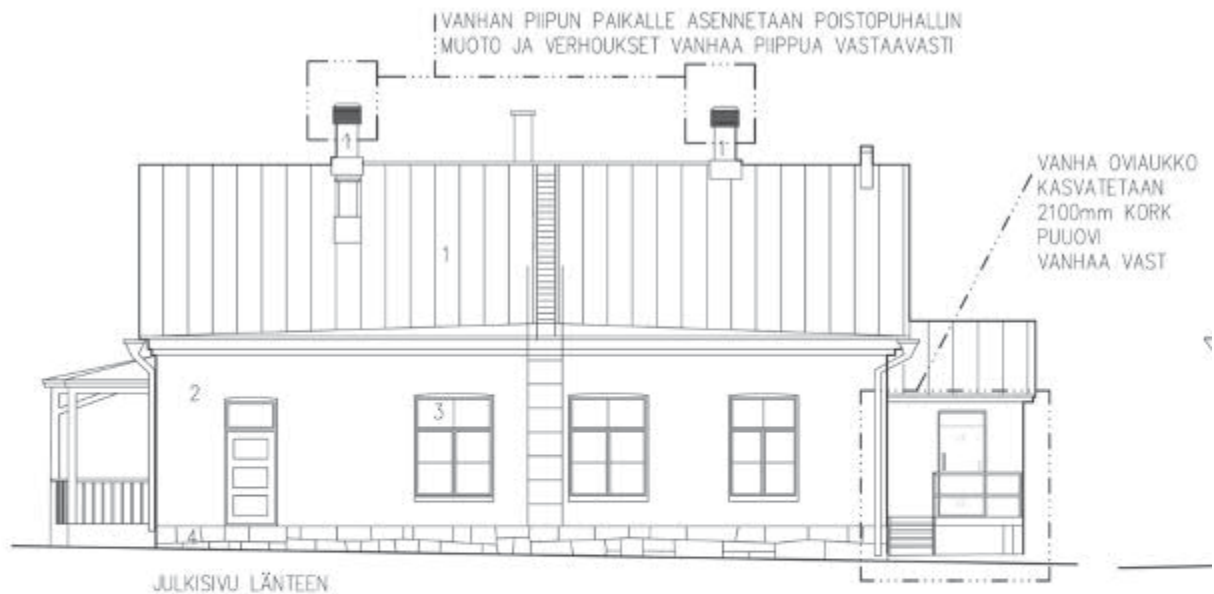 VANHAN PIIPUN PAIKALLE ASENNETAAN POISTOPUHALLIN
MUOTO JA VERHOUKSET VANHAA PIIPPUA VASTAAVASTI
1
1
VANHA OVIAUKKO
KASVATETAAN
2100mm KORK
PUUOVI
VANHAA VAST
1
2
3
4
JULKISIVU LÄNTEEN